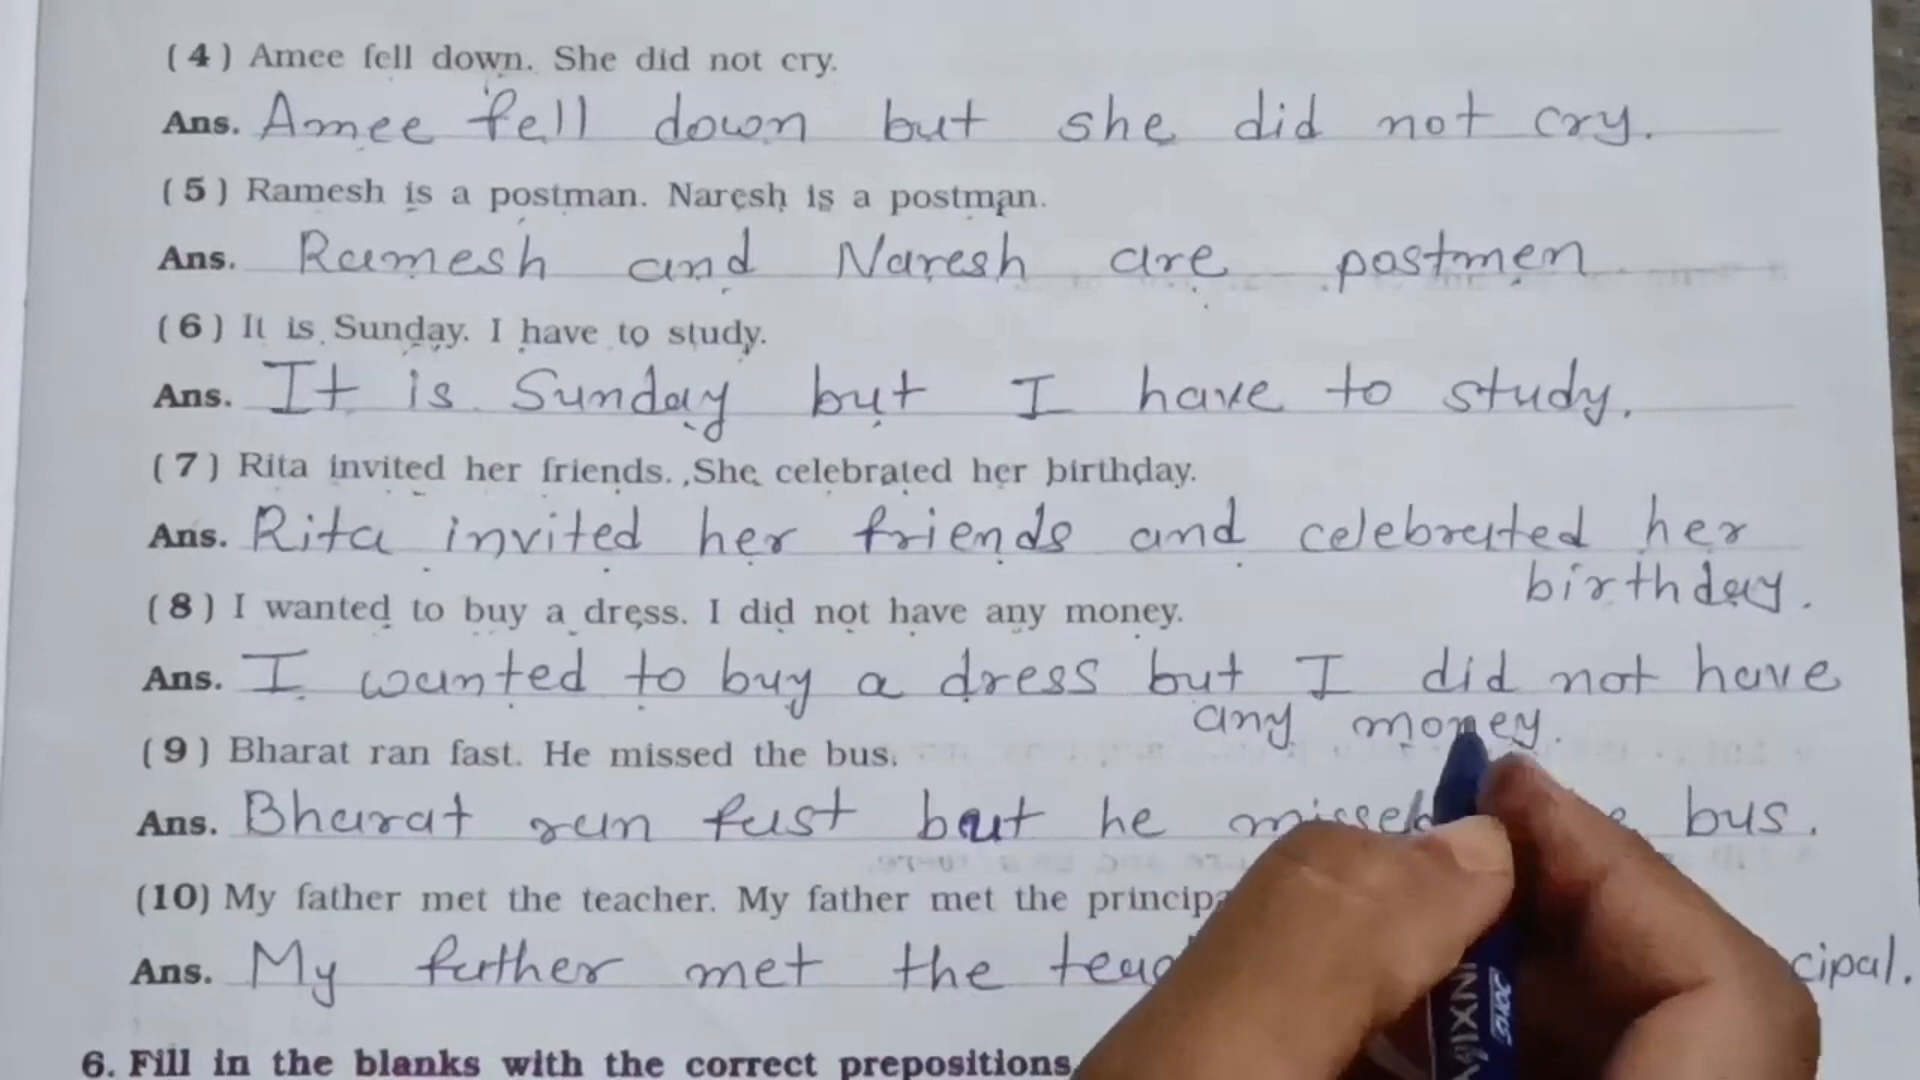 (4) Amee fell down. She did not cry.
Ans. Amee fell down but she did not cry.
(5) Ramesh is a postman. Naresh is a postman.
Ans. Ramesh and Naresh are postmen
(6) It is Sunday. I have to study.
Ans. It is Sunday but I have to study.
(7) Rita invited her friends. She celebrated her birthday.
Ans. Rita invited her friends and celebrated her
birthday.
(8) I wanted to buy a dress. I did not have any money.
Ans. I wanted to buy a dress but I did not have
any money.
(9) Bharat ran fast. He missed the bus.
Ans. Bharat ran fast but he missed bus.
(10) My father met the teacher. My father met the
Ans. My father met the
6. Fill in the blanks with the correct prepositions